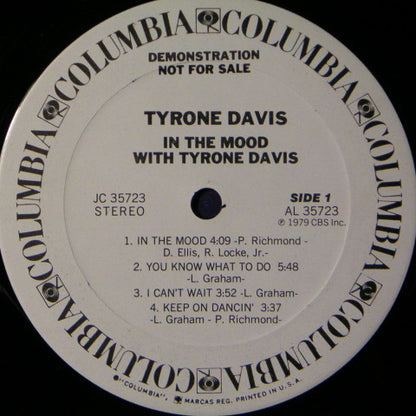 COLUMBIA COLUMBIA COLUMBIA COLUMBIA COLUMBIA COLUMBIA
DEMONSTRATION
NOT FOR SALE
TYRONE DAVIS
IN THE MOOD
WITH TYRONE DAVIS
JC 35723
STEREO
SIDE 1
AL 35723
℗ 1979 CBS Inc.
1. IN THE MOOD 4:09 -P. Richmond -
D. Ellis, R. Locke, Jr.-
2. YOU KNOW WHAT TO DO 5:48
-L. Graham-
3. I CAN'T WAIT 3:52 -L. Graham-
4. KEEP ON DANCIN' 3:37
-L. Graham - P. Richmond-
"COLUMBIA", MARCAS REG. PRINTED IN U.S.A.